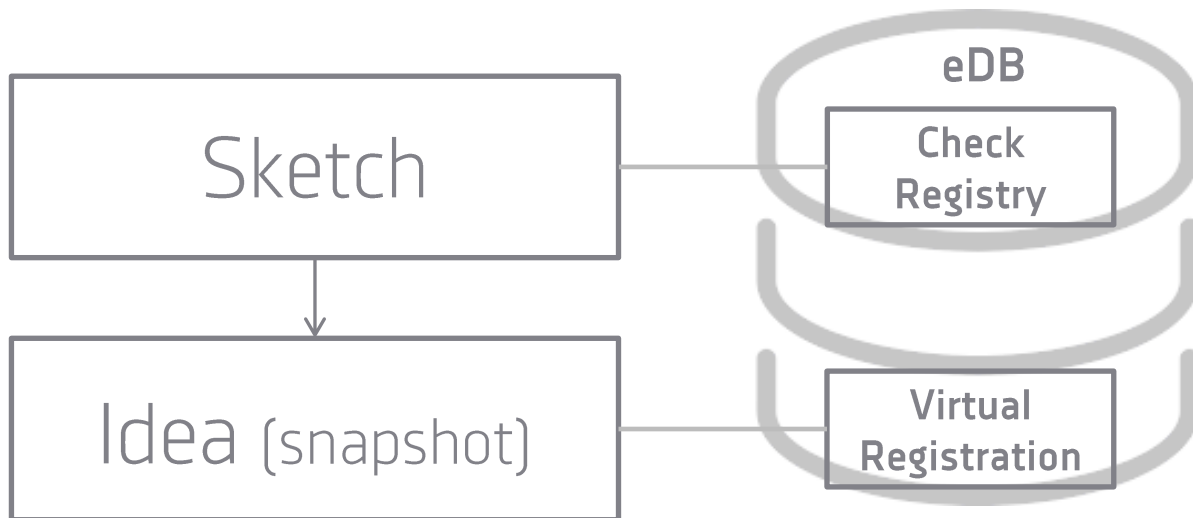 eDB
Sketch
Check
Registry
Idea (snapshot)
Virtual
Registration